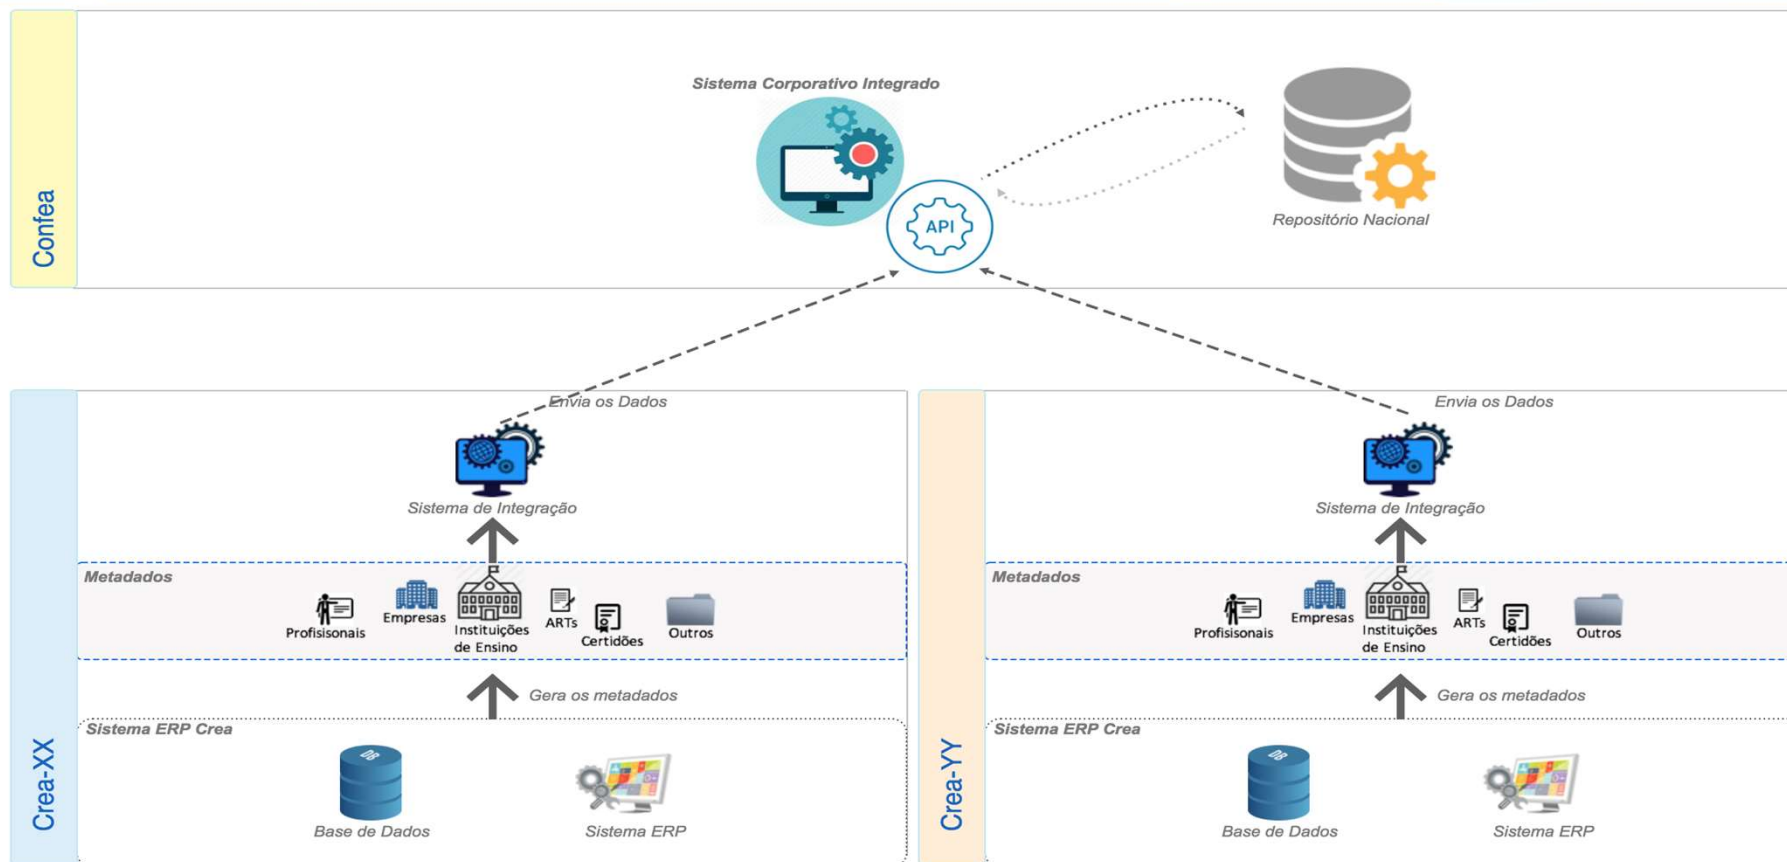 Confea
Sistema Corporativo Integrado
API
Repositório Nacional
Crea-XX
Envia os Dados
Sistema de Integração
Metadados
Profisisonais
Empresas
Instituições
de Ensino
ARTs
Certidões
Outros
Gera os metadados
Sistema ERP Crea
DB
Base de Dados
Sistema ERP
Crea-YY
Envia os Dados
Sistema de Integração
Metadados
Profisisonais
Empresas
Instituições
de Ensino
ARTs
Certidões
Outros
Gera os metadados
Sistema ERP Crea
DB
Base de Dados
Sistema ERP